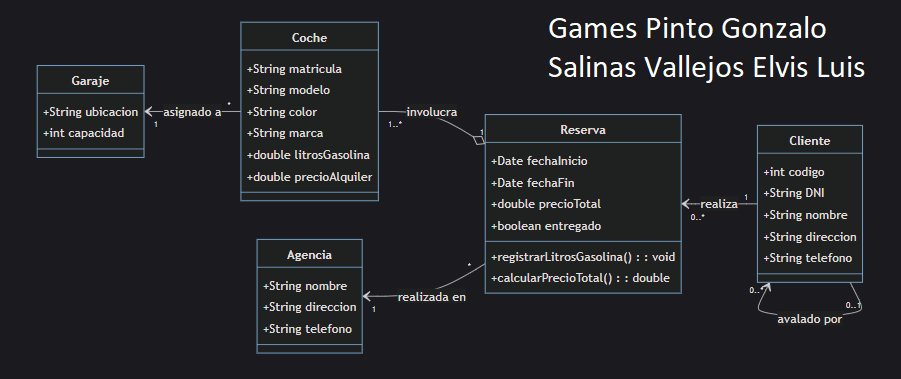 Games Pinto Gonzalo
Salinas Vallejos Elvis Luis
Coche
+String matricula
+String modelo
+String color
+String marca
+double litrosGasolina
+double precioAlquiler
Garaje
+String ubicacion
+int capacidad
asignado a
*
1
involucra
1..*
1
Reserva
+Date fechaInicio
+Date fechaFin
+double precioTotal
+boolean entregado
+registrarLitrosGasolina() : : void
+calcularPrecioTotal() : : double
Cliente
+int codigo
+String DNI
+String nombre
+String direccion
+String telefono
realiza
1
0..*
Agencia
+String nombre
+String direccion
+String telefono
realizada en
*
1
0..*
0..1
avalado por